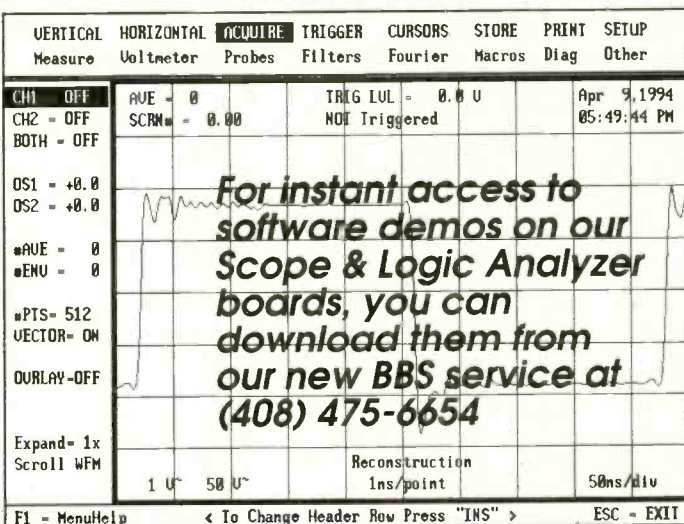 VERTICAL HORIZONTAL ACQUIRE TRIGGER CURSORS STORE PRINT SETUP
Measure Voltmeter Probes Filters Fourier Macros Diag Other
CH1 OFF
CH2 = OFF
BOTH = OFF
OS1 = +0.0
OS2 = +0.0
#AVE = 0
#ENV = 0
#PTS= 512
VECTOR= ON
OVRLAY-OFF
Expand= 1x
Scroll WFM
AVE = 0 TRIG LVL = 0.0 V Apr 9,1994
SCRN# = 0.00 NOT Triggered 05:49:44 PM
For instant access to
software demos on our
Scope & Logic Analyzer
boards, you can
download them from
our new BBS service at
(408) 475-6654
Reconstruction
1 V~ 50 V~ 1ns/point 50ns/div
F1 - MenuHelp < To Change Header Row Press "INS" > ESC = EXIT